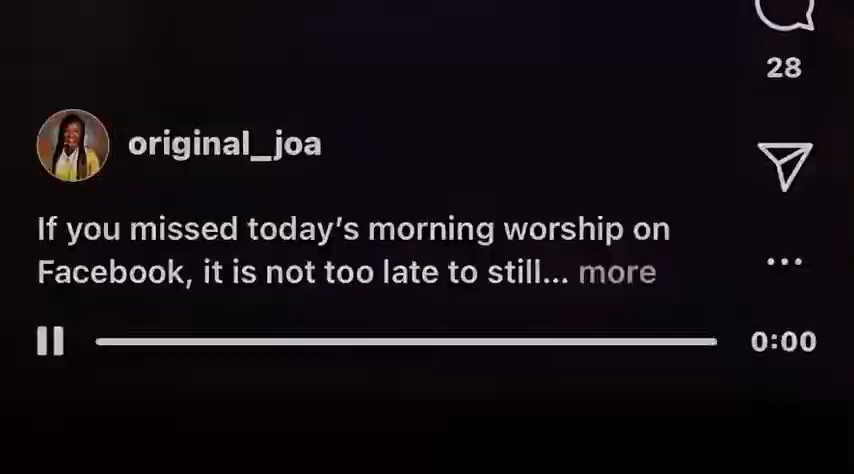 28
original_joa
If you missed today's morning worship on
Facebook, it is not too late to still... more
0:00